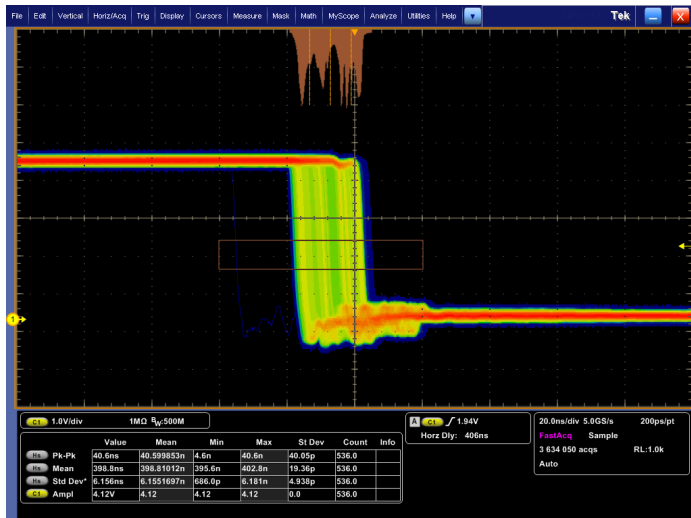 File Edit Vertical Horiz/Acq Trig Display Cursors Measure Mask Math MyScope Analyze Utilities Help Tek X
1
C1 1.0V/div 1MΩ BW:500M
A C1 1.94V
Horz Dly: 406ns
20.0ns/div 5.0GS/s 200ps/pt
FastAcq Sample
3 634 050 acqs RL:1.0k
Auto
Value Mean Min Max St Dev Count Info
Hs Pk-Pk 40.6ns 40.599853n 4.6n 40.6n 40.05p 536.0
Hs Mean 398.8ns 398.81012n 395.6n 402.8n 19.36p 536.0
Hs Std Dev* 6.156ns 6.1551697n 686.0p 6.181n 4.938p 536.0
C1 Ampl 4.12V 4.12 4.12 4.12 0.0 536.0